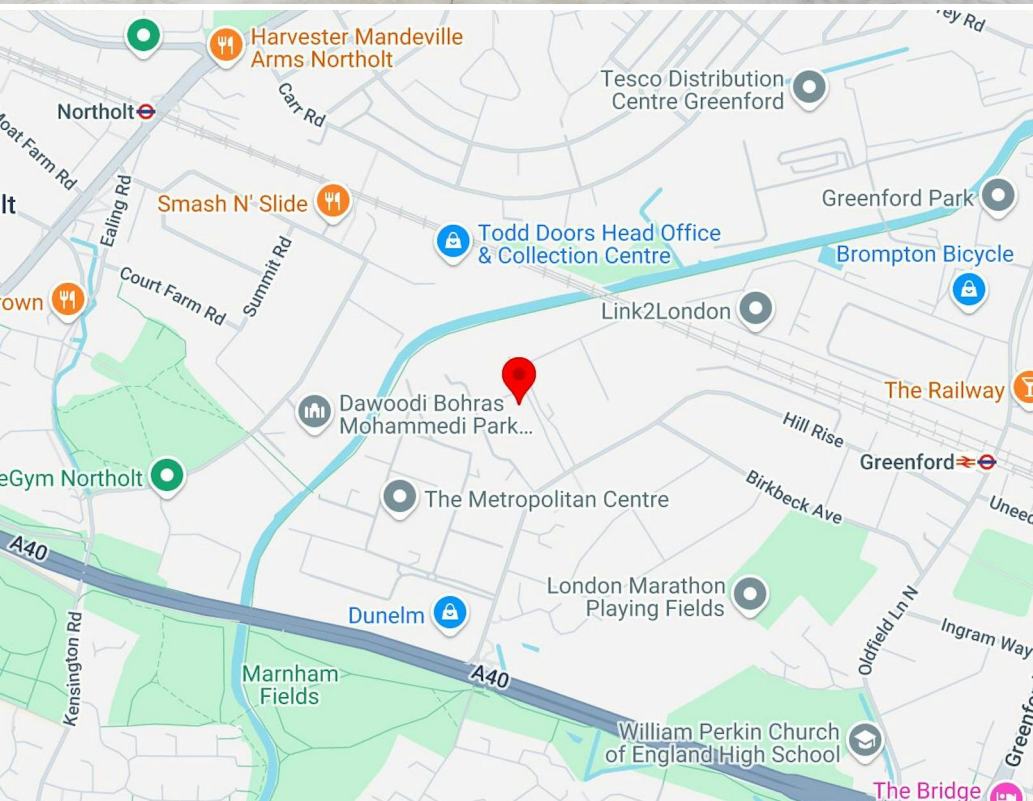 Harvester Mandeville
Arms Northolt
Tesco Distribution
Centre Greenford
Northolt
Carr Rd
Moat Farm Rd
lt
Ealing Rd
Smash N' Slide
Greenford Park
Todd Doors Head Office
& Collection Centre
Brompton Bicycle
Court Farm Rd
Summit Rd
own
Link2London
Dawoodi Bohras
Mohammedi Park...
The Railway
Hill Rise
Greenford
eGym Northolt
The Metropolitan Centre
Birkbeck Ave
A40
London Marathon
Playing Fields
Dunelm
Oldfield Ln N
Ingram Way
Kensington Rd
Marnham
Fields
A40
William Perkin Church
of England High School
The Bridge